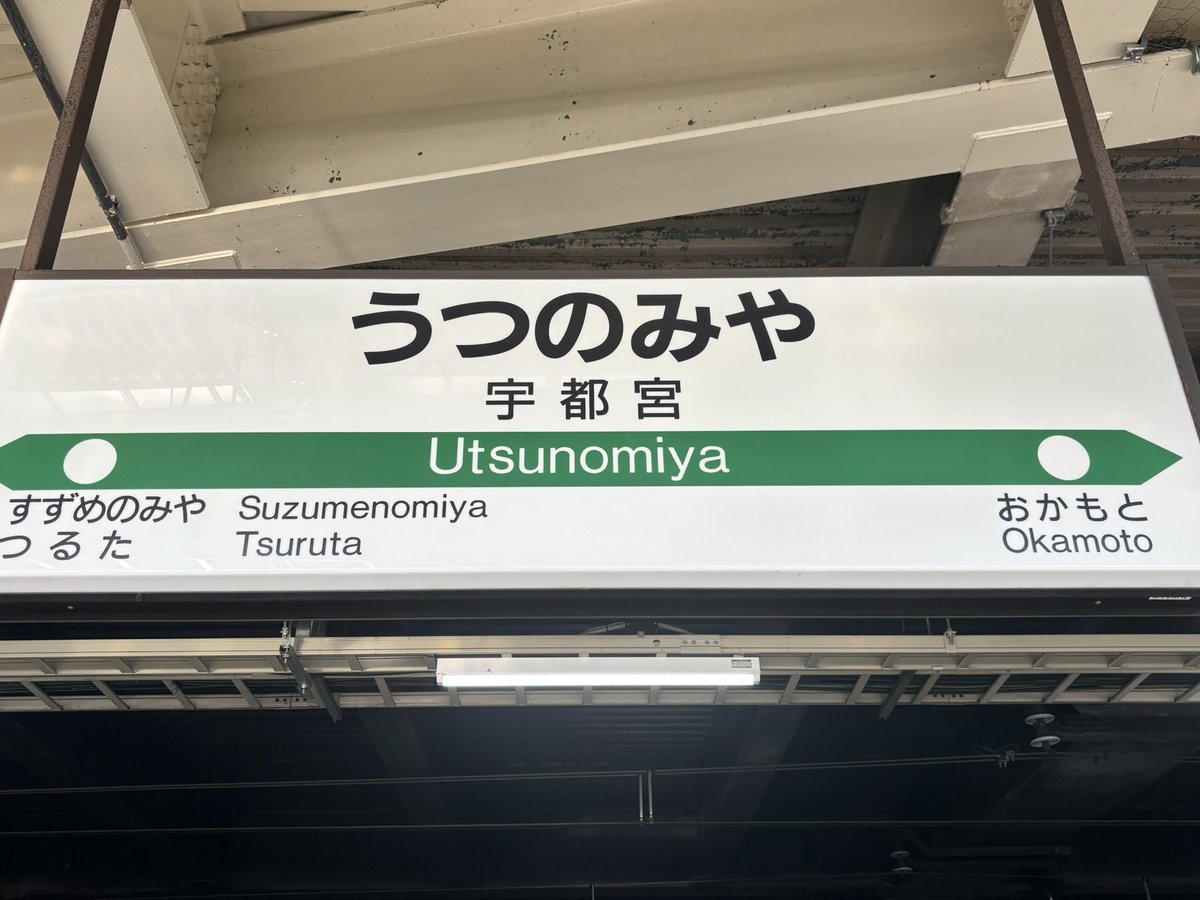 うつのみや
宇都宮
Utsunomiya
すずめのみや Suzumenomiya
つるた Tsuruta
おかもと
Okamoto